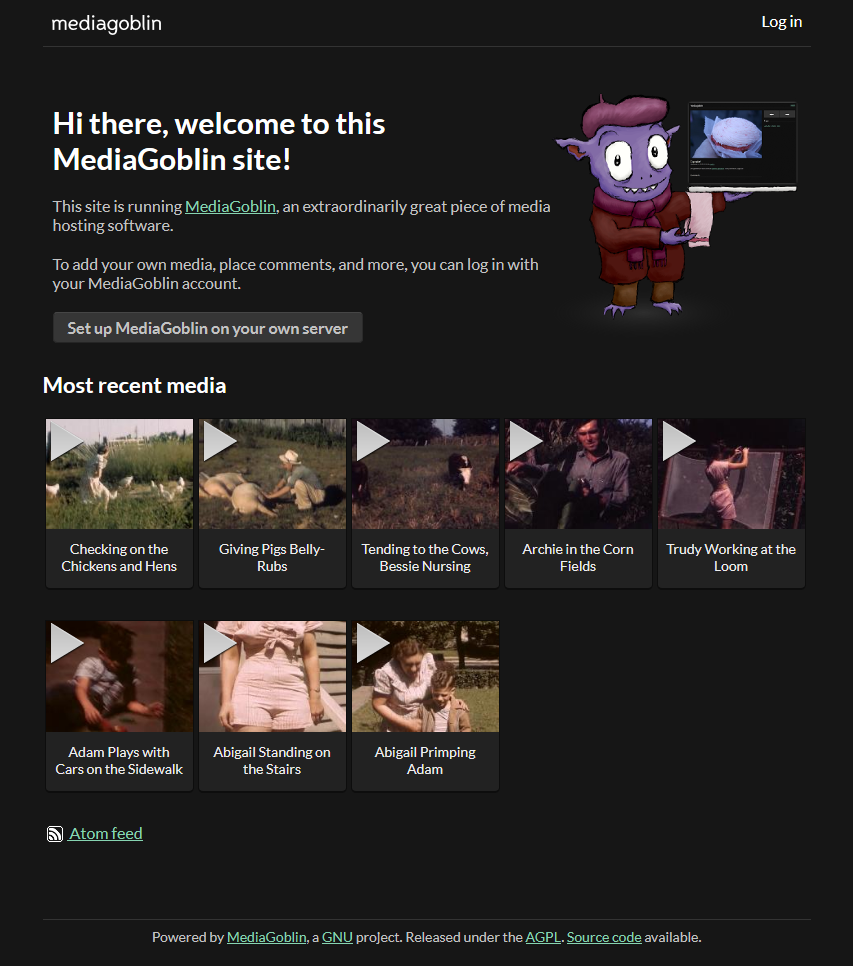 mediagoblin
Log in
Hi there, welcome to this
MediaGoblin site!
This site is running MediaGoblin, an extraordinarily great piece of media
hosting software.
To add your own media, place comments, and more, you can log in with
your MediaGoblin account.
Set up MediaGoblin on your own server
Most recent media
Checking on the
Chickens and Hens
Giving Pigs Belly-
Rubs
Tending to the Cows,
Bessie Nursing
Archie in the Corn
Fields
Trudy Working at the
Loom
Adam Plays with
Cars on the Sidewalk
Abigail Standing on
the Stairs
Abigail Primping
Adam
Atom feed
Powered by MediaGoblin, a GNU project. Released under the AGPL. Source code available.